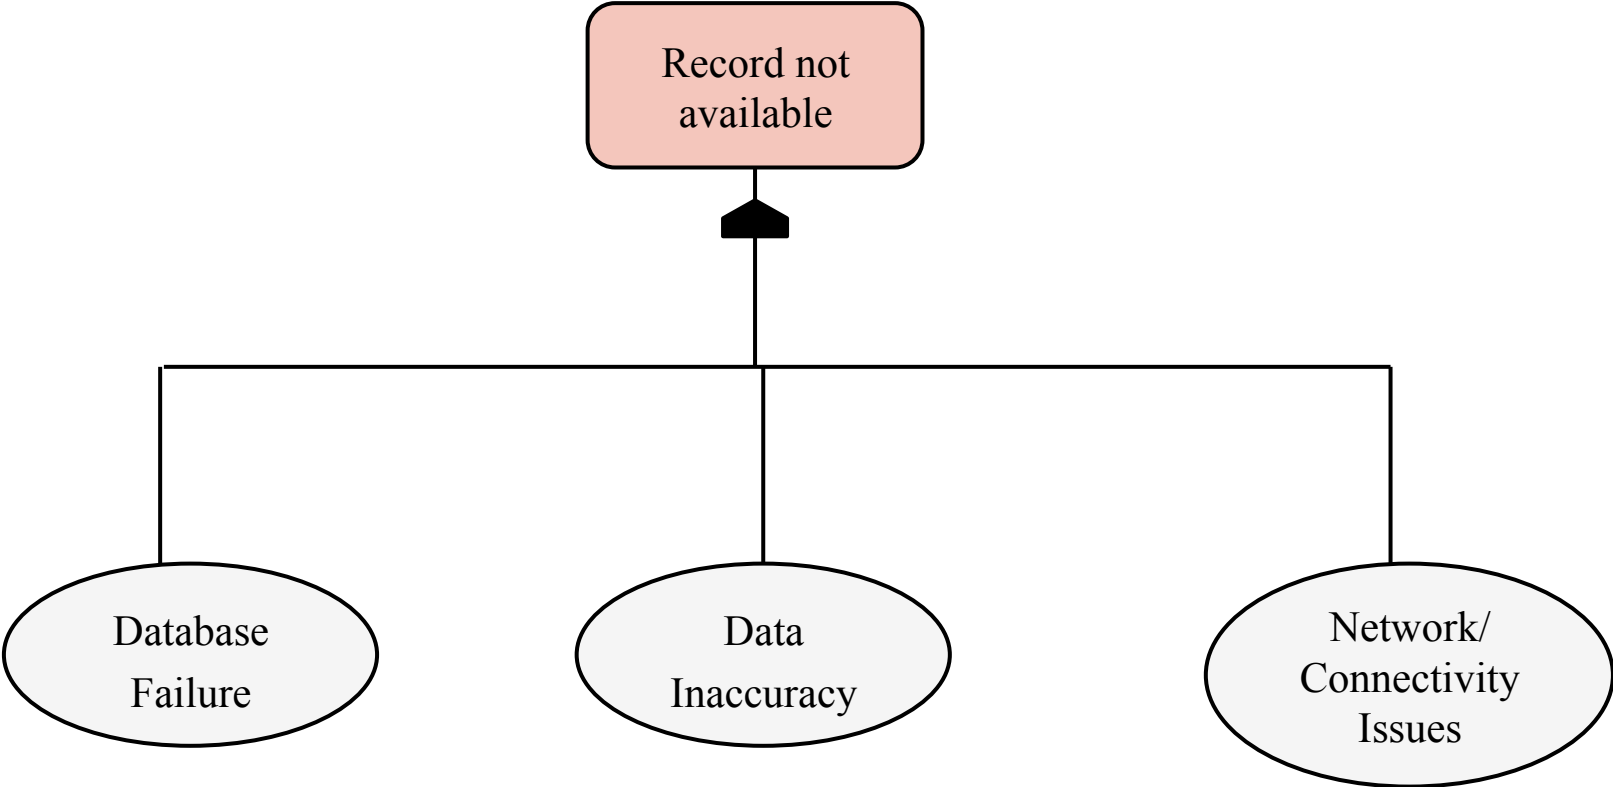 Record not
available
Database
Failure
Data
Inaccuracy
Network/
Connectivity
Issues